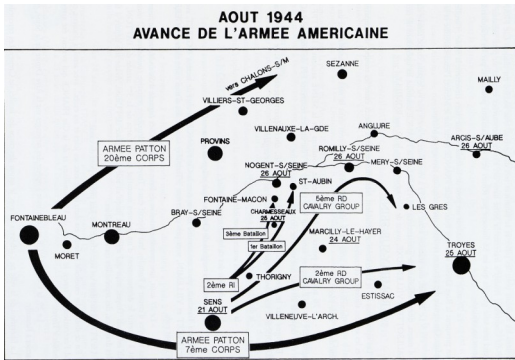 AOUT 1944
AVANCE DE L'ARMEE AMERICAINE
vers CHALONS-S/M
SEZANNE
MAILLY
VILLIERS-ST-GEORGES
ARMEE PATTON
20ème CORPS
PROVINS
VILLENAUXE-LA-GDE
ANGLURE
ROMILLY-S/SEINE
26 AOUT
ARCIS-S/AUBE
26 AOUT
NOGENT-S/SEINE
26 AOUT
MERY-S/SEINE
ST-AUBIN
FONTAINE-MACON
CHARMESSEAUX
25 AOUT
5ème RD
CAVALRY GROUP
LES GRES
FONTAINEBLEAU
MONTREAU
BRAY-S/SEINE
MORET
3ème Bataillon
1er Bataillon
MARCILLY-LE-HAYER
24 AOUT
TROYES
25 AOUT
2ème RI
THORIGNY
2ème RD
CAVALRY GROUP
ESTISSAC
SENS
21 AOUT
VILLENEUVE-L'ARCH.
ARMEE PATTON
7ème CORPS